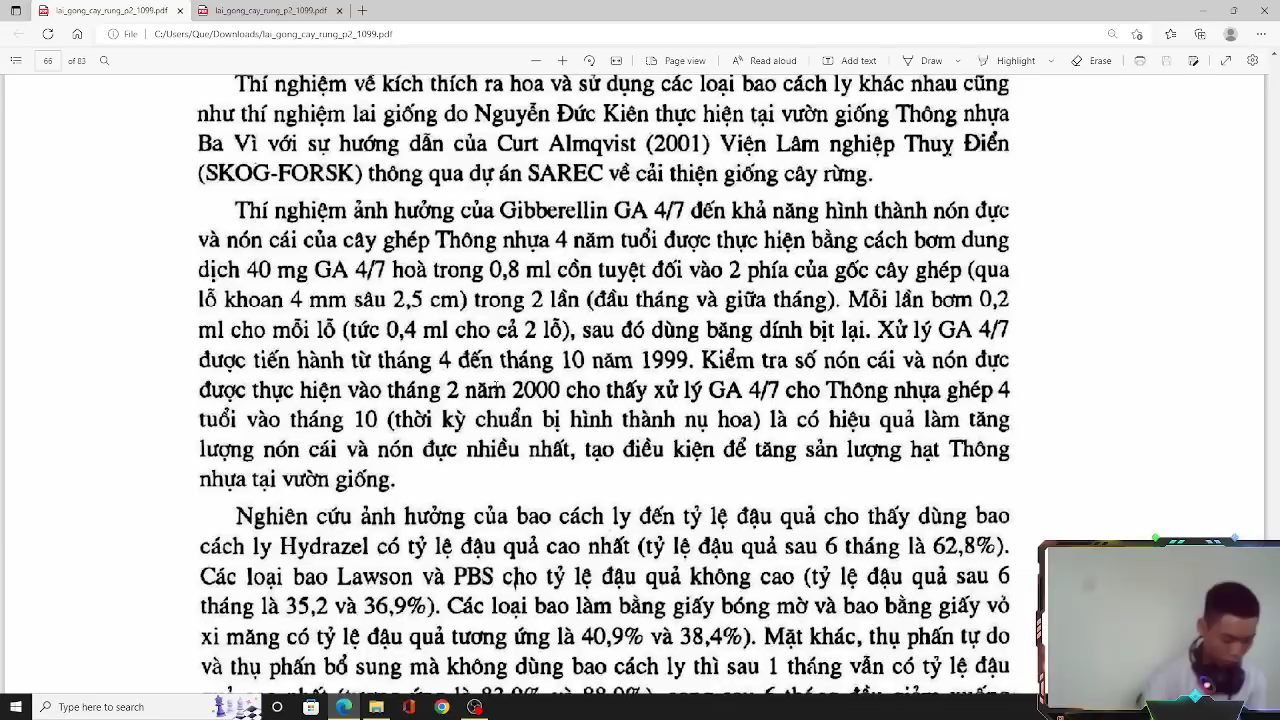 lai_gong_cay_rung_p2_1099.pdf
lai_gong_cay_rung_p2_1099.pdf
File C:/Users/Que/Downloads/lai_gong_cay_rung_p2_1099.pdf
66 of 83 Page view Read aloud Add text Draw Highlight Erase
Thí nghiệm về kích thích ra hoa và sử dụng các loại bao cách ly khác nhau cũng
như thí nghiệm lai giống do Nguyễn Đức Kiên thực hiện tại vườn giống Thông nhựa
Ba Vì với sự hướng dẫn của Curt Almqvist (2001) Viện Lâm nghiệp Thuỵ Điển
(SKOG-FORSK) thông qua dự án SAREC về cải thiện giống cây rừng.
Thí nghiệm ảnh hưởng của Gibberellin GA 4/7 đến khả năng hình thành nón đực
và nón cái của cây ghép Thông nhựa 4 năm tuổi được thực hiện bằng cách bơm dung
dịch 40 mg GA 4/7 hoà trong 0,8 ml cồn tuyệt đối vào 2 phía của gốc cây ghép (qua
lỗ khoan 4 mm sâu 2,5 cm) trong 2 lần (đầu tháng và giữa tháng). Mỗi lần bơm 0,2
ml cho mỗi lỗ (tức 0,4 ml cho cả 2 lỗ), sau đó dùng băng dính bịt lại. Xử lý GA 4/7
được tiến hành từ tháng 4 đến tháng 10 năm 1999. Kiểm tra số nón cái và nón đực
được thực hiện vào tháng 2 năm 2000 cho thấy xử lý GA 4/7 cho Thông nhựa ghép 4
tuổi vào tháng 10 (thời kỳ chuẩn bị hình thành nụ hoa) là có hiệu quả làm tăng
lượng nón cái và nón đực nhiều nhất, tạo điều kiện để tăng sản lượng hạt Thông
nhựa tại vườn giống.
Nghiên cứu ảnh hưởng của bao cách ly đến tỷ lệ đậu quả cho thấy dùng bao
cách ly Hydrazel có tỷ lệ đậu quả cao nhất (tỷ lệ đậu quả sau 6 tháng là 62,8%).
Các loại bao Lawson và PBS cho tỷ lệ đậu quả không cao (tỷ lệ đậu quả sau 6
tháng là 35,2 và 36,9%). Các loại bao làm bằng giấy bóng mờ và bao bằng giấy vỏ
xi măng có tỷ lệ đậu quả tương ứng là 40,9% và 38,4%). Mặt khác, thụ phấn tự do
và thụ phấn bổ sung mà không dùng bao cách ly thì sau 1 tháng vẫn có tỷ lệ đậu
Type here to search